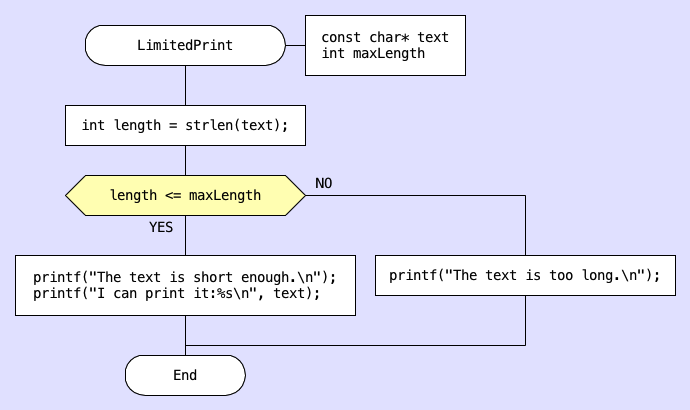 LimitedPrint
const char* text
int maxLength
int length = strlen(text);
length <= maxLength
NO
YES
printf("The text is short enough.\n");
printf("I can print it:%s\n", text);
printf("The text is too long.\n");
End